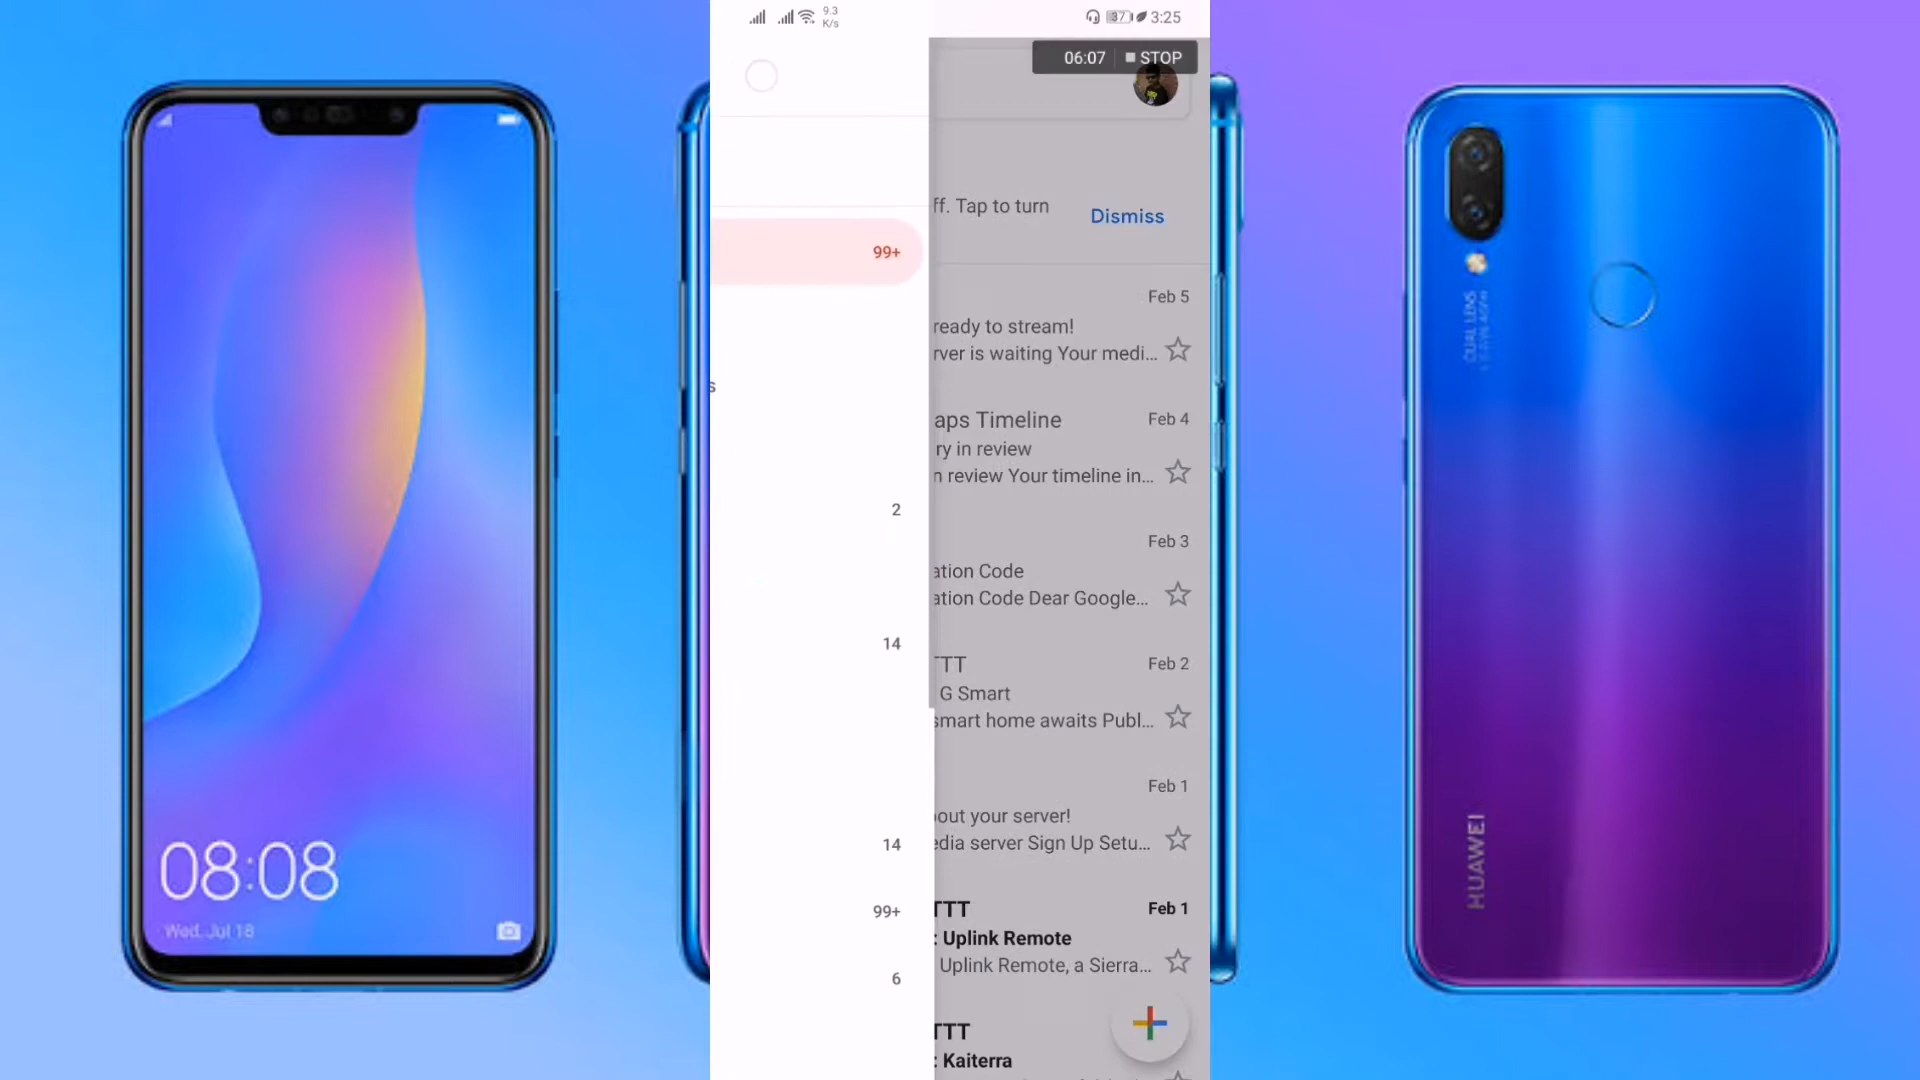 9.3
K/s
37
3:25
06:07
STOP
99+
ff. Tap to turn
Dismiss
Feb 5
ready to stream!
rver is waiting Your medi...
s
aps Timeline
Feb 4
ry in review
n review Your timeline in...
2
Feb 3
ation Code
ation Code Dear Google...
14
TTT
Feb 2
G Smart
smart home awaits Publ...
Feb 1
out your server!
edia server Sign Up Setu...
14
TTT
Feb 1
: Uplink Remote
Uplink Remote, a Sierra...
99+
6
TTT
: Kaiterra
08:08
Wed, Jul 18
DUAL LENS
HUAWEI